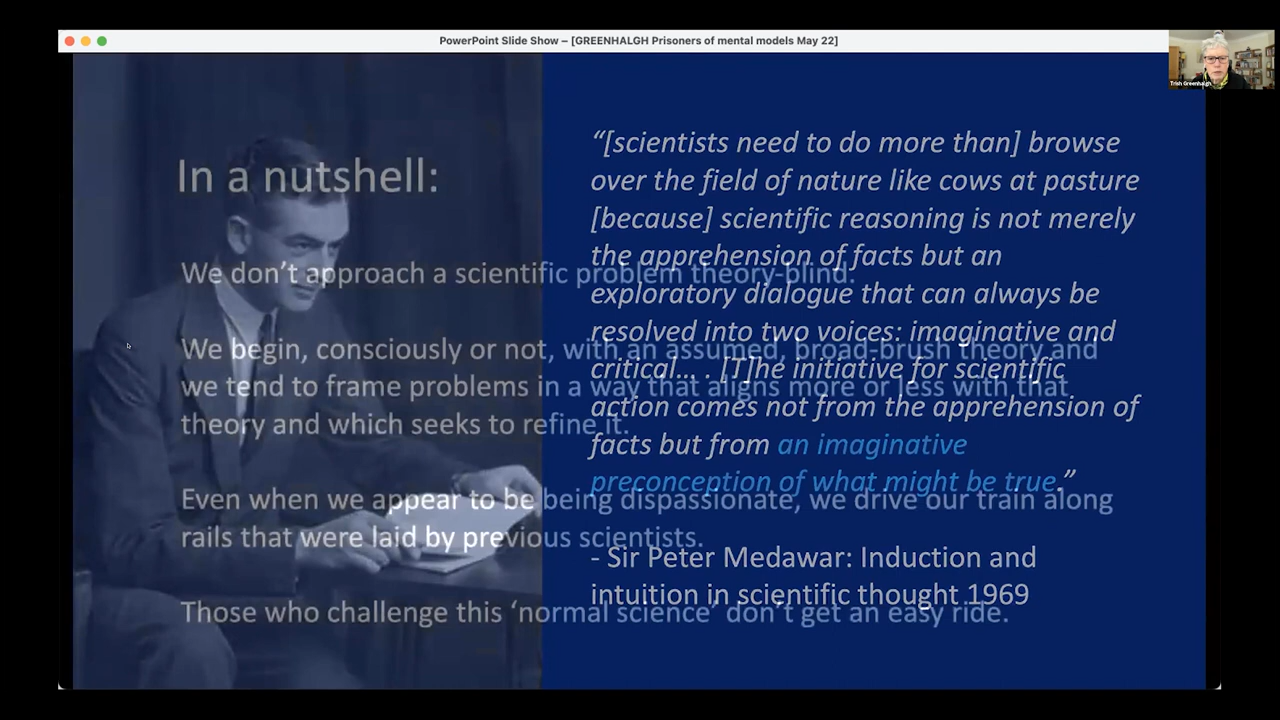 PowerPoint Slide Show – [GREENHALGH Prisoners of mental models May 22]
Trish Greenhalgh
In a nutshell:
We don’t approach a scientific problem theory-blind.
We begin, consciously or not, with an assumed, broad-brush theory and
we tend to frame problems in a way that aligns more or less with that
theory and which seeks to refine it.
Even when we appear to be being dispassionate, we drive our train along
rails that were laid by previous scientists.
Those who challenge this ‘normal science’ don’t get an easy ride.
“[scientists need to do more than] browse
over the field of nature like cows at pasture
[because] scientific reasoning is not merely
the apprehension of facts but an
exploratory dialogue that can always be
resolved into two voices: imaginative and
critical… . [T]he initiative for scientific
action comes not from the apprehension of
facts but from an imaginative
preconception of what might be true.”
- Sir Peter Medawar: Induction and
intuition in scientific thought 1969